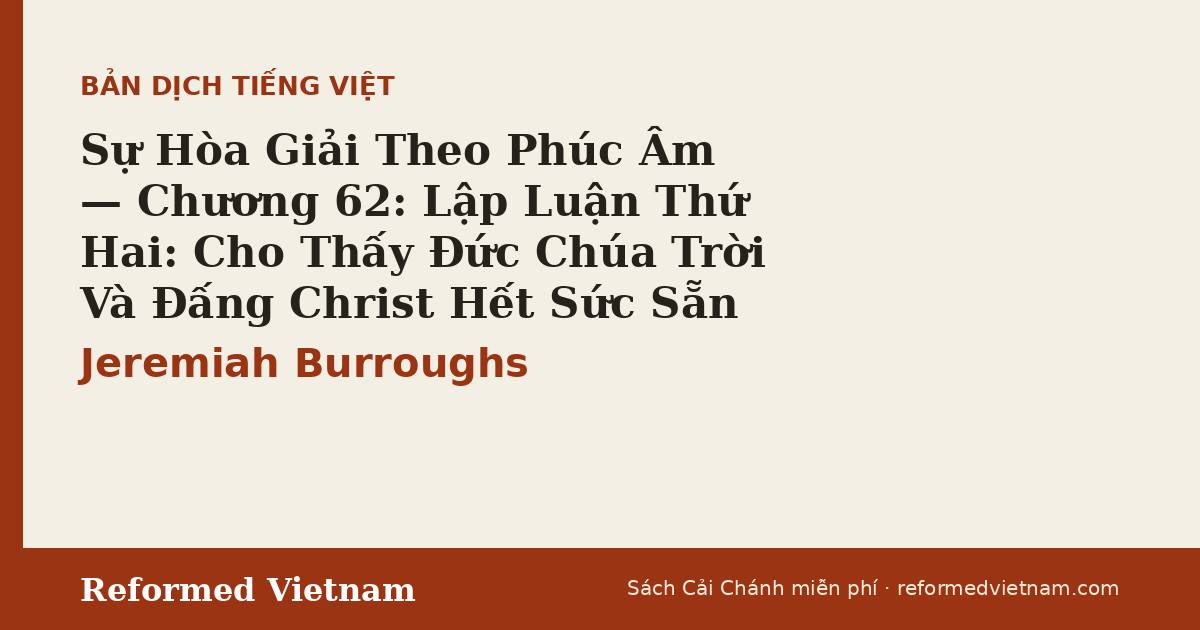 BẢN DỊCH TIẾNG VIỆT
Sự Hòa Giải Theo Phúc Âm
— Chương 62: Lập Luận Thứ
Hai: Cho Thấy Đức Chúa Trời
Và Đấng Christ Hết Sức Sẵn
Jeremiah Burroughs
Reformed Vietnam
Sách Cải Chánh miễn phí · reformedvietnam.com